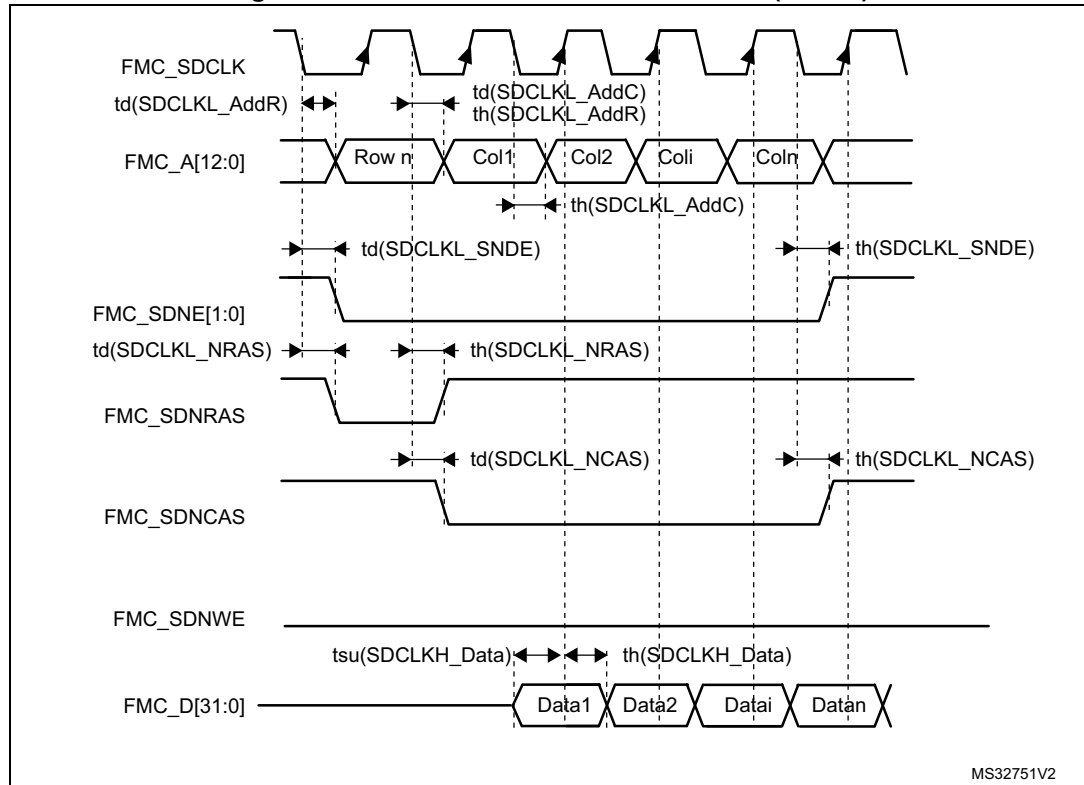 FMC_SDCLK
td(SDCLKL_AddR)
td(SDCLKL_AddC)
th(SDCLKL_AddR)
FMC_A[12:0]
Row n
Col1
Col2
Coli
Coln
th(SDCLKL_AddC)
td(SDCLKL_SNDE)
th(SDCLKL_SNDE)
FMC_SDNE[1:0]
td(SDCLKL_NRAS)
th(SDCLKL_NRAS)
FMC_SDNRAS
td(SDCLKL_NCAS)
th(SDCLKL_NCAS)
FMC_SDNCAS
FMC_SDNWE
tsu(SDCLKH_Data)
th(SDCLKH_Data)
FMC_D[31:0]
Data1
Data2
Datai
Datan
MS32751V2